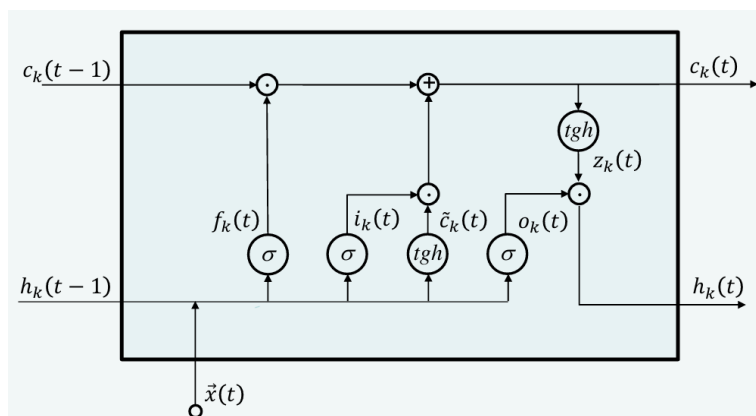 c_k(t−1)
c_k(t)
⊙
+
tgh
z_k(t)
f_k(t)
i_k(t)
c̃_k(t)
o_k(t)
σ
σ
tgh
σ
h_k(t−1)
h_k(t)
x⃗(t)